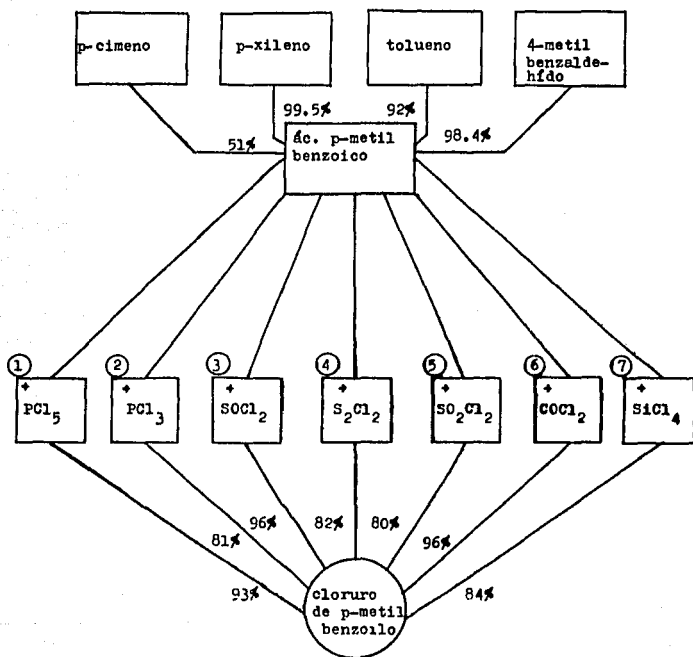 p-cimeno
p-xileno
tolueno
4-metil
benzalde-
hído
51%
99.5%
92%
98.4%
ác. p-metil
benzoico
1
+
PCl5
2
+
PCl3
3
+
SOCl2
4
+
S2Cl2
5
+
SO2Cl2
6
+
COCl2
7
+
SiCl4
93%
81%
96%
82%
80%
96%
84%
cloruro
de p-metil
benzoilo